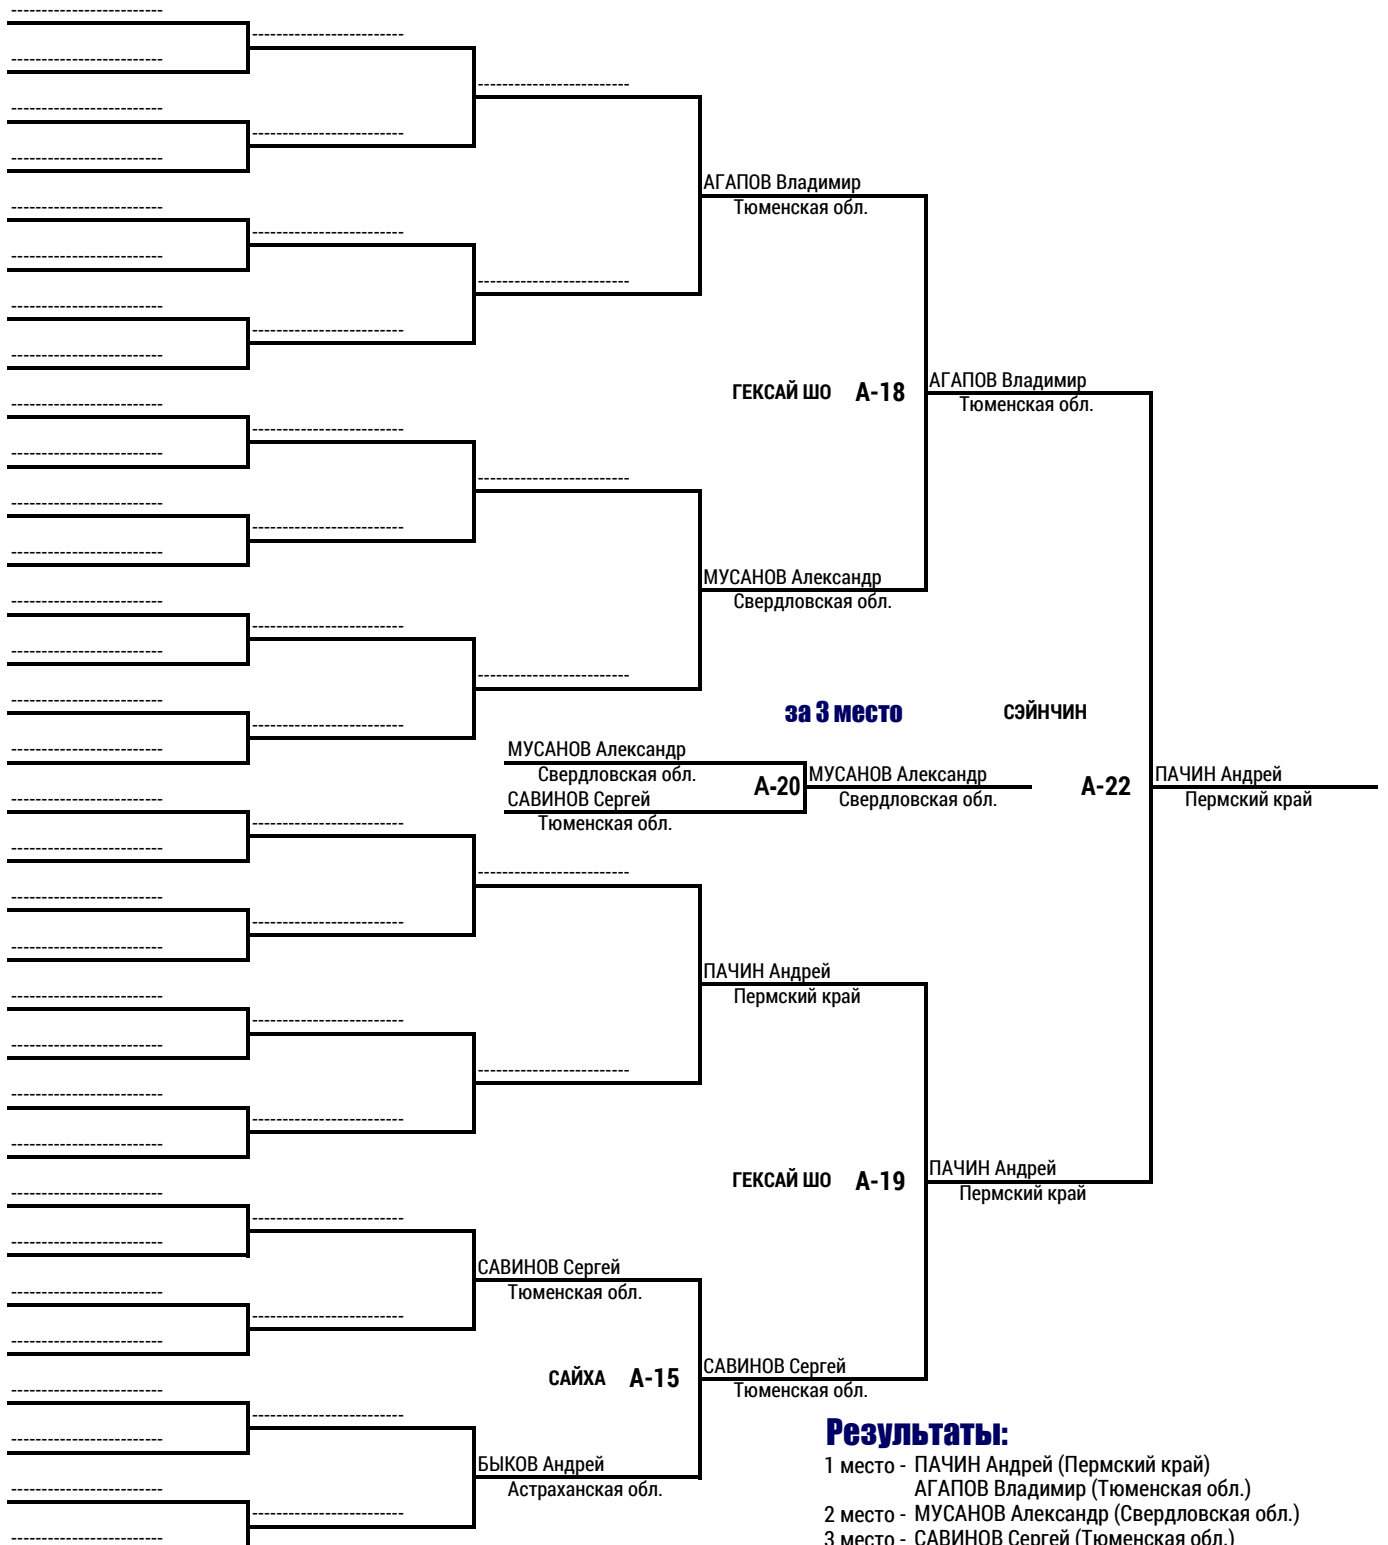 -------------------------
-------------------------
-------------------------
-------------------------
-------------------------
-------------------------
-------------------------
АГАПОВ Владимир
Тюменская обл.
-------------------------
-------------------------
-------------------------
-------------------------
-------------------------
-------------------------
-------------------------
АГАПОВ Владимир
Тюменская обл.
ГЕКСАЙ ШО А-18
-------------------------
-------------------------
-------------------------
-------------------------
-------------------------
-------------------------
-------------------------
МУСАНОВ Александр
Свердловская обл.
-------------------------
-------------------------
-------------------------
-------------------------
-------------------------
-------------------------
-------------------------
за 3 место
СЭЙНЧИН
МУСАНОВ Александр
Свердловская обл.
САВИНОВ Сергей
Тюменская обл.
А-20
МУСАНОВ Александр
Свердловская обл.
А-22
ПАЧИН Андрей
Пермский край
-------------------------
-------------------------
-------------------------
-------------------------
-------------------------
-------------------------
-------------------------
ПАЧИН Андрей
Пермский край
-------------------------
-------------------------
-------------------------
-------------------------
-------------------------
-------------------------
-------------------------
ГЕКСАЙ ШО А-19
ПАЧИН Андрей
Пермский край
-------------------------
-------------------------
-------------------------
САВИНОВ Сергей
Тюменская обл.
-------------------------
-------------------------
-------------------------
САЙХА А-15
САВИНОВ Сергей
Тюменская обл.
-------------------------
-------------------------
-------------------------
БЫКОВ Андрей
Астраханская обл.
-------------------------
-------------------------
-------------------------
Результаты:
1 место - ПАЧИН Андрей (Пермский край)
АГАПОВ Владимир (Тюменская обл.)
2 место - МУСАНОВ Александр (Свердловская обл.)
3 место - САВИНОВ Сергей (Тюменская обл.)